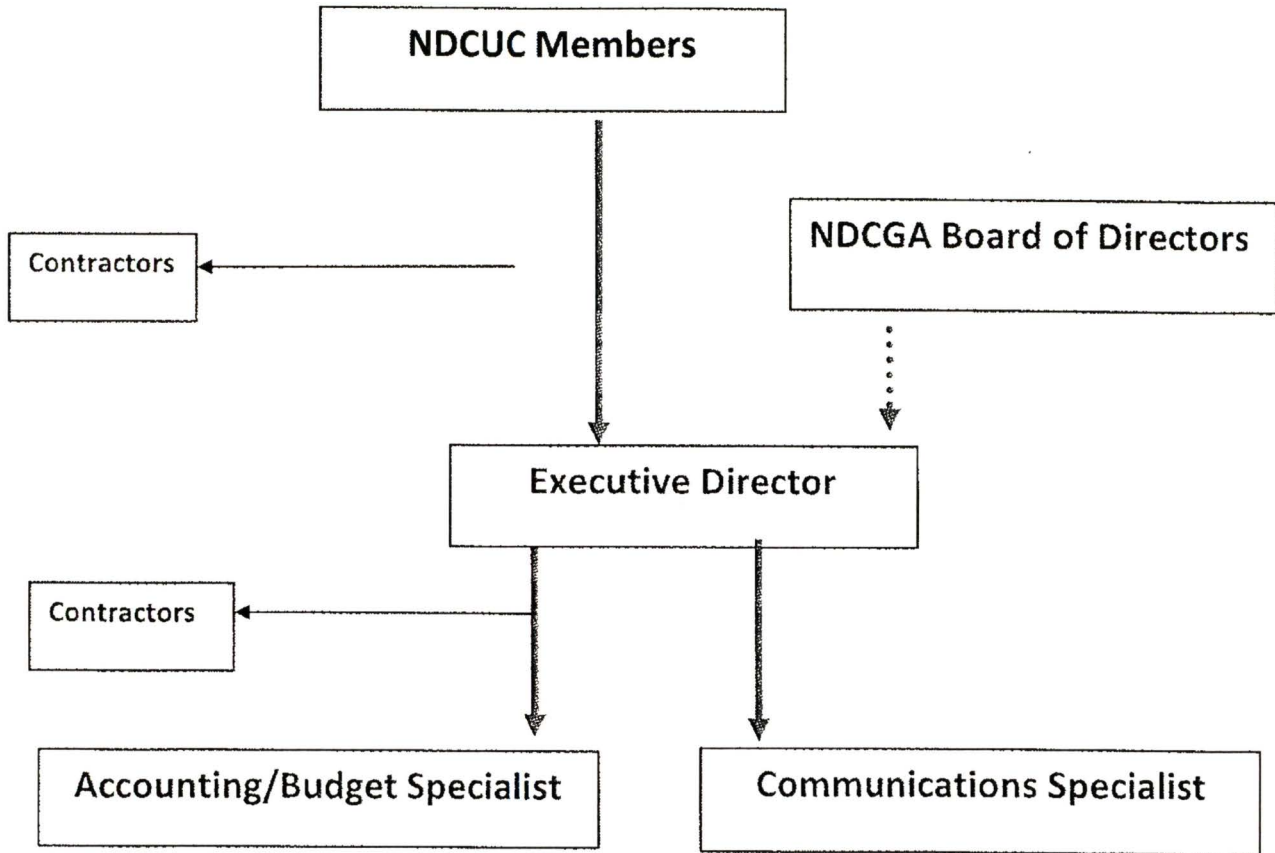 NDCUC Members
NDCGA Board of Directors
Contractors
Executive Director
Contractors
Accounting/Budget Specialist
Communications Specialist